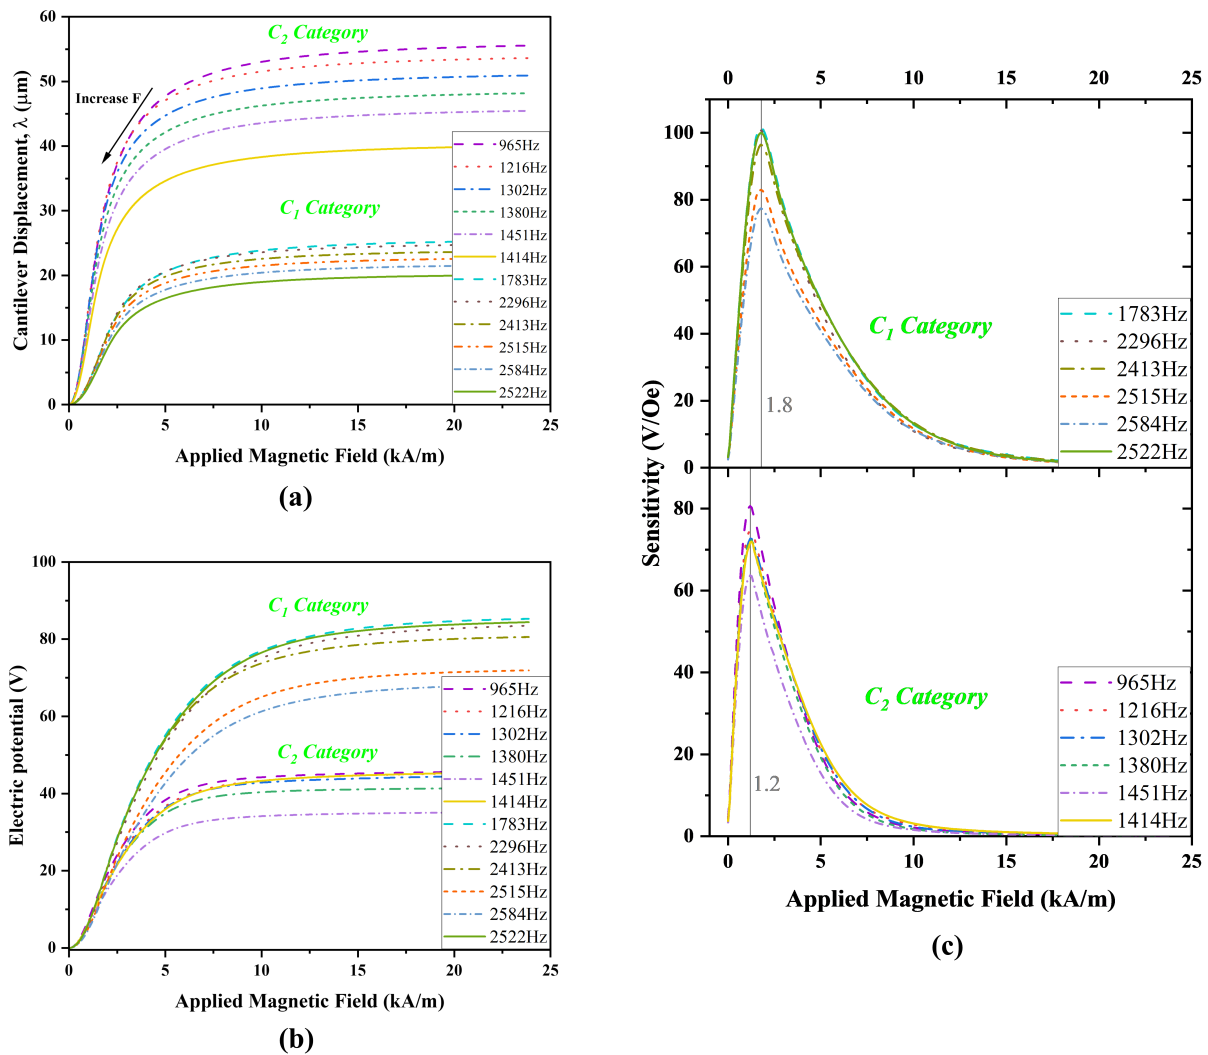 60
50
40
30
20
10
0
Cantilever Displacement, λ (μm)
C2 Category
Increase F
C1 Category
965Hz
1216Hz
1302Hz
1380Hz
1451Hz
1414Hz
1783Hz
2296Hz
2413Hz
2515Hz
2584Hz
2522Hz
0 5 10 15 20 25
Applied Magnetic Field (kA/m)
(a)
100
80
60
40
20
0
Electric potential (V)
C1 Category
C2 Category
965Hz
1216Hz
1302Hz
1380Hz
1451Hz
1414Hz
1783Hz
2296Hz
2413Hz
2515Hz
2584Hz
2522Hz
0 5 10 15 20 25
Applied Magnetic Field (kA/m)
(b)
0 5 10 15 20 25
100
80
60
40
20
0
Sensitivity (V/Oe)
C1 Category
1.8
1783Hz
2296Hz
2413Hz
2515Hz
2584Hz
2522Hz
80
60
40
20
0
C2 Category
1.2
965Hz
1216Hz
1302Hz
1380Hz
1451Hz
1414Hz
0 5 10 15 20 25
Applied Magnetic Field (kA/m)
(c)